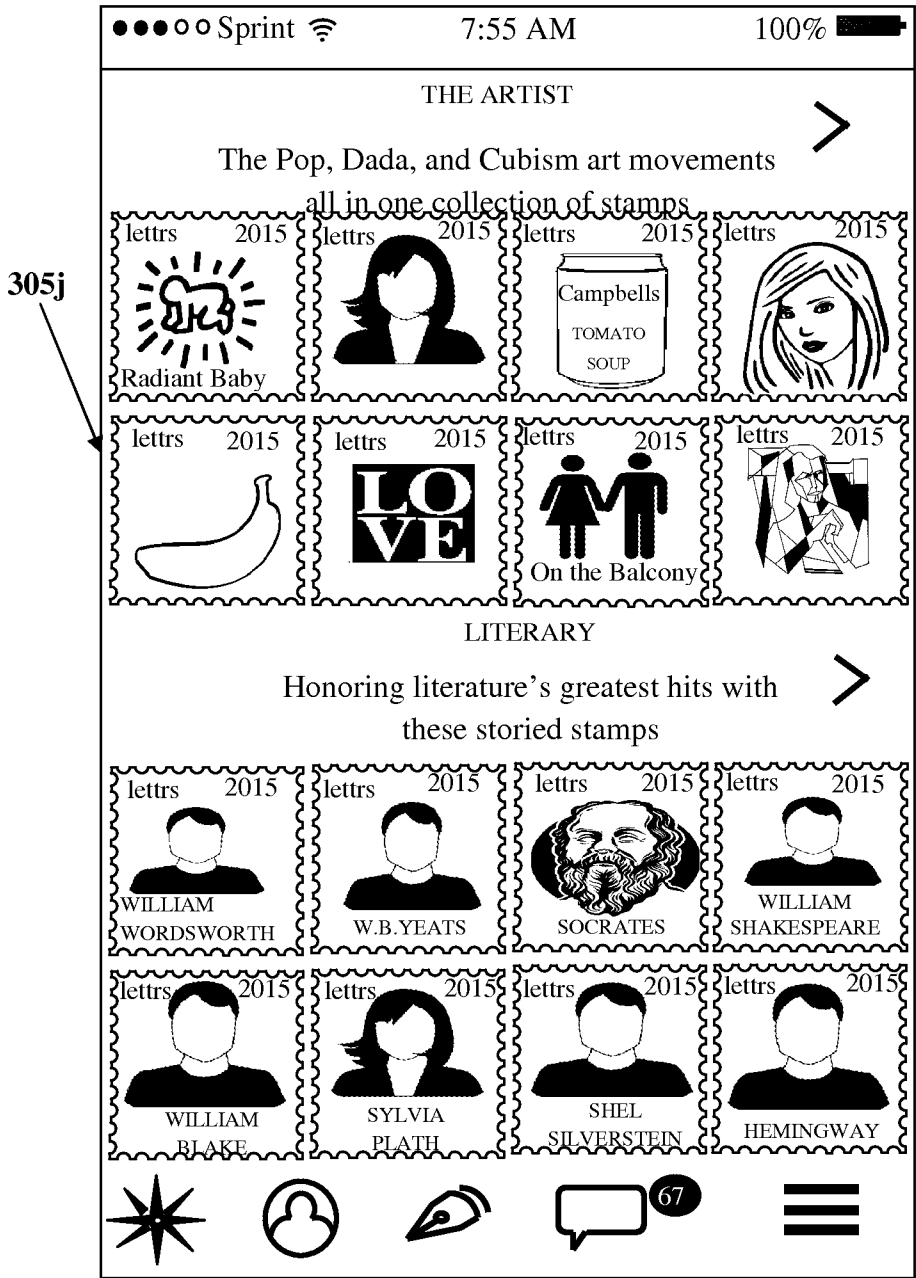 Sprint 7:55 AM 100%
THE ARTIST
The Pop, Dada, and Cubism art movements
all in one collection of stamps
lettrs 2015 lettrs 2015 lettrs 2015 lettrs 2015
305j
Campbells
TOMATO
SOUP
Radiant Baby
lettrs 2015 lettrs 2015 lettrs 2015 lettrs 2015
LO
VE
On the Balcony
LITERARY
Honoring literature's greatest hits with
these storied stamps
lettrs 2015 lettrs 2015 lettrs 2015 lettrs 2015
WILLIAM
WORDSWORTH
W.B.YEATS
SOCRATES
WILLIAM
SHAKESPEARE
lettrs 2015 lettrs 2015 lettrs 2015 lettrs 2015
WILLIAM
BLAKE
SYLVIA
PLATH
SHEL
SILVERSTEIN
HEMINGWAY
67